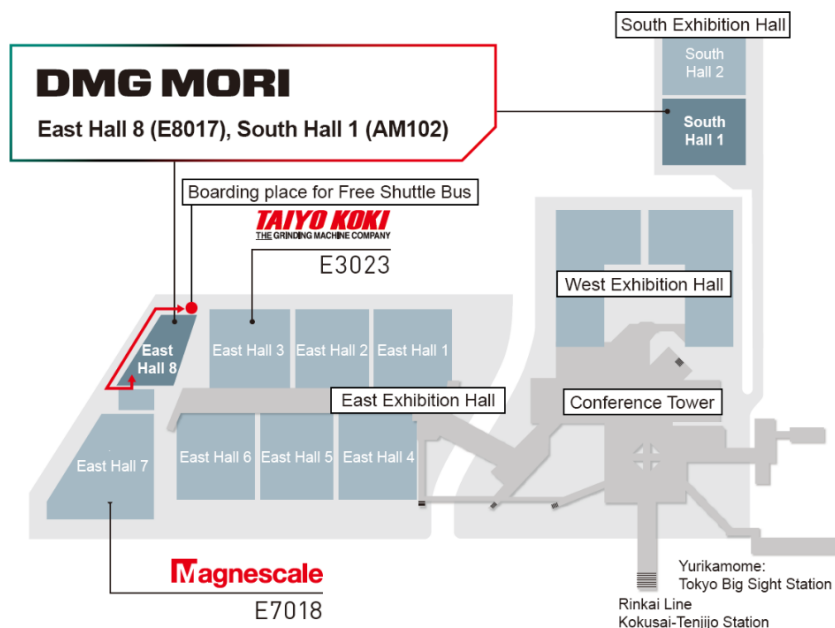 South Exhibition Hall
South
Hall 2
South
Hall 1
DMG MORI
East Hall 8 (E8017), South Hall 1 (AM102)
Boarding place for Free Shuttle Bus
TAIYO KOKI
THE GRINDING MACHINE COMPANY
E3023
West Exhibition Hall
East
Hall 8
East Hall 3
East Hall 2
East Hall 1
East Exhibition Hall
Conference Tower
East Hall 7
East Hall 6
East Hall 5
East Hall 4
Magnescale
E7018
Yurikamome:
Tokyo Big Sight Station
Rinkai Line
Kokusai-Tenjijo Station